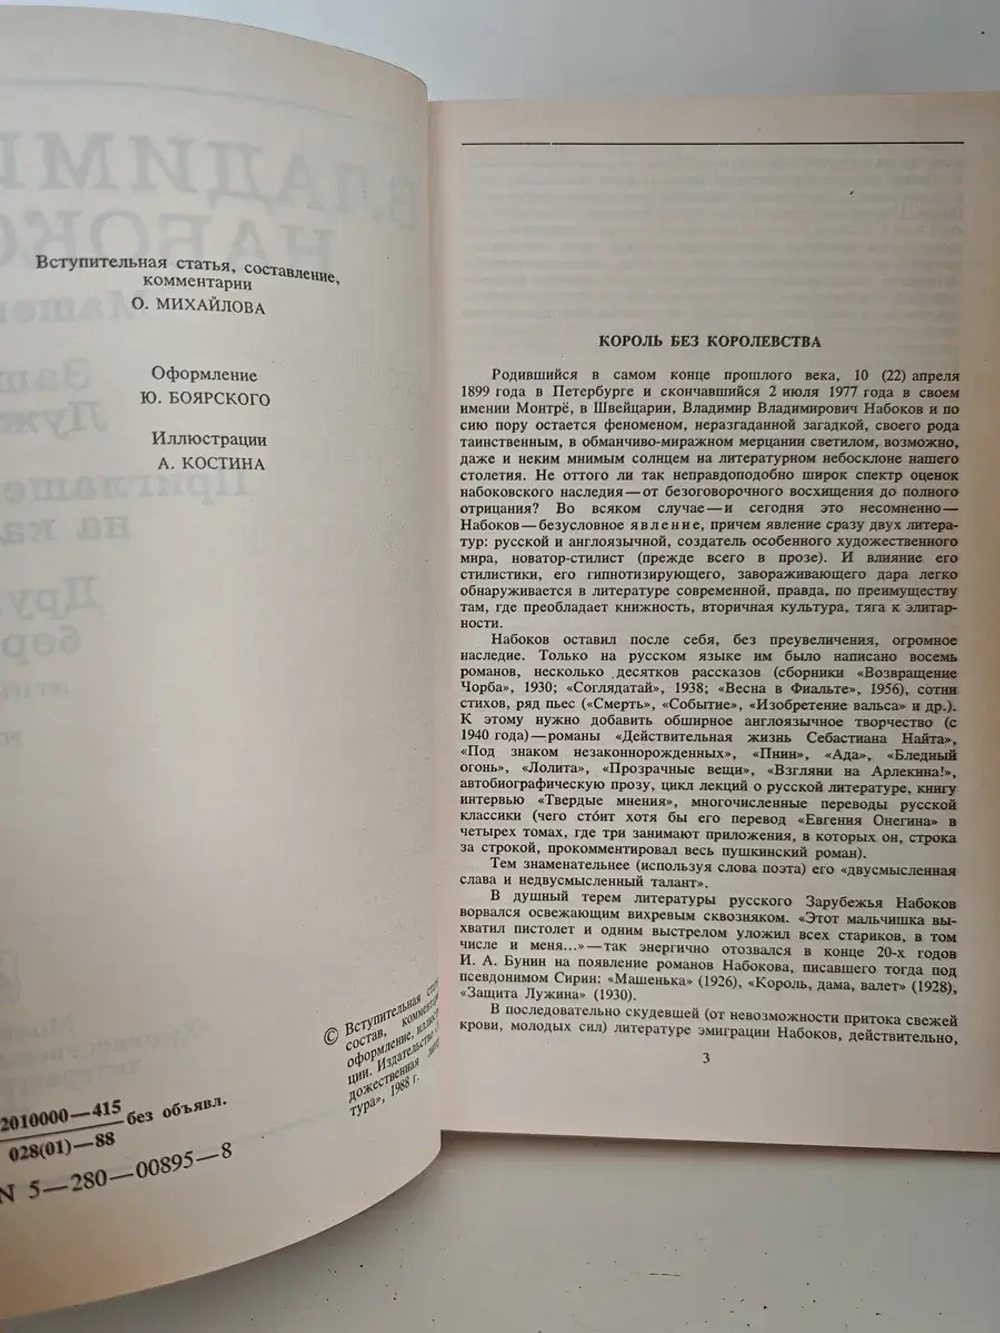 Вступительная статья, составление,
комментарии
О. МИХАЙЛОВА
Оформление
Ю. БОЯРСКОГО
Иллюстрации
А. КОСТИНА
© Вступительная
состав,
оформление,
ции. Издательство
дожественная
тура», 1988 г.
2010000—415
028(01)—88
без объявл.
N 5—280—00895—8
КОРОЛЬ БЕЗ КОРОЛЕВСТВА
Родившийся в самом конце прошлого века, 10 (22) апреля
1899 года в Петербурге и скончавшийся 2 июля 1977 года в своем
имении Монтрё, в Швейцарии, Владимир Владимирович Набоков и по
сию пору остается феноменом, неразгаданной загадкой, своего рода
таинственным, в обманчиво-миражном мерцании светилом, возможно,
даже и неким мнимым солнцем на литературном небосклоне нашего
столетия. Не оттого ли так неправдоподобно широк спектр оценок
набоковского наследия—от безоговорочного восхищения до полного
отрицания? Во всяком случае—и сегодня это несомненно—
Набоков—безусловное явление, причем явление сразу двух литера-
тур: русской и англоязычной, создатель особенного художественного
мира, новатор-стилист (прежде всего в прозе). И влияние его
стилистики, его гипнотизирующего, завораживающего дара легко
обнаруживается в литературе современной, правда, по преимуществу
там, где преобладает книжность, вторичная культура, тяга к элитар-
ности.
Набоков оставил после себя, без преувеличения, огромное
наследие. Только на русском языке им было написано восемь
романов, несколько десятков рассказов (сборники «Возвращение
Чорба», 1930; «Соглядатай», 1938; «Весна в Фиальте», 1956), сотни
стихов, ряд пьес («Смерть», «Событие», «Изобретение вальса» и др.).
К этому нужно добавить обширное англоязычное творчество (с
1940 года)—романы «Действительная жизнь Себастиана Найта»,
«Под знаком незаконнорожденных», «Пнин», «Ада», «Бледный
огонь», «Лолита», «Прозрачные вещи», «Взгляни на Арлекина!»,
автобиографическую прозу, цикл лекций о русской литературе, книгу
интервью «Твердые мнения», многочисленные переводы русской
классики (чего сто́ит хотя бы его перевод «Евгения Онегина» в
четырех томах, где три занимают приложения, в которых он, строка
за строкой, прокомментировал весь пушкинский роман).
Тем знаменательнее (используя слова поэта) его «двусмысленная
слава и недвусмысленный талант».
В душный терем литературы русского Зарубежья Набоков
ворвался освежающим вихревым сквозняком. «Этот мальчишка вы-
хватил пистолет и одним выстрелом уложил всех стариков, в том
числе и меня...»—так энергично отозвался в конце 20-х годов
И. А. Бунин на появление романов Набокова, писавшего тогда под
псевдонимом Сирин: «Машенька» (1926), «Король, дама, валет» (1928),
«Защита Лужина» (1930).
В последовательно скудевшей (от невозможности притока свежей
крови, молодых сил) литературе эмиграции Набоков, действительно,
3